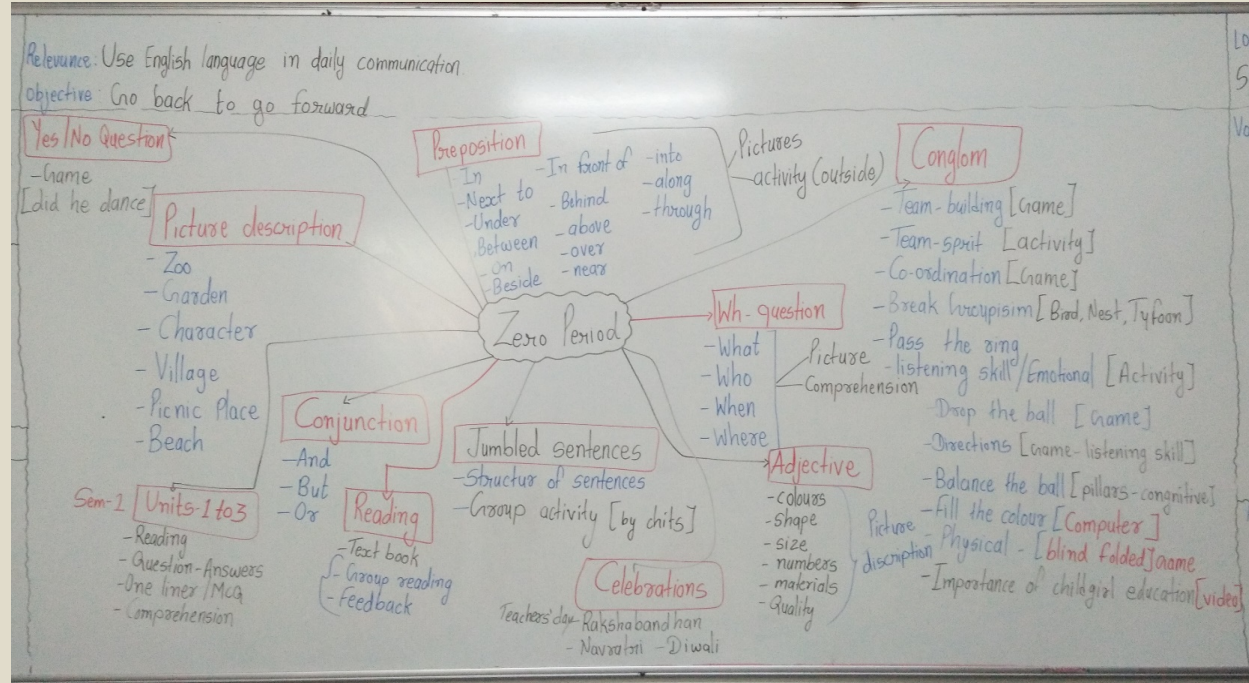 Relevance: Use English language in daily communication
Objective: Go back to go forward
Yes/No Question
-Game
[did he dance]
Picture description
- Zoo
- Garden
- Character
- Village
- Picnic Place
- Beach
Preposition
- In
-Next to
-Under
Between
- On
-Beside
-In front of
- Behind
- above
-over
-near
-into
-along
-through
Pictures
activity (outside)
Conglom
- Team-building [Game]
-Team-sprit [activity]
-Co-ordination [Game]
-Break [Bird, Nest, Tyfoon]
-Pass the ring
-listening skill/Emotional [Activity]
-Drop the ball [Game]
-Directions [Game-listening skill]
- Balance the ball [pillars-congnitive]
- Fill the colour [Computer]
- Physical - [blind folded] Game
-Importance of childgirl education [video]
Zero Period
Wh-question
- What
- Who
- When
- Where
Picture
Comprehension
Conjunction
-And
- But
- Or
Jumbled sentences
-Structur of sentences
-Group activity [by chits]
Adjective
-colours
-shape
- size
- numbers
- materials
- Quality
Picture
discription
Sem-1 Units-1 to 3
-Reading
- Question-Answers
-One liner/MCQ
- Comprehension
Reading
-Text book
- Group reading
- Feedback
Celebrations
Teachers' day -Rakshabandhan
- Navratri - Diwali
Lo
S
Vo